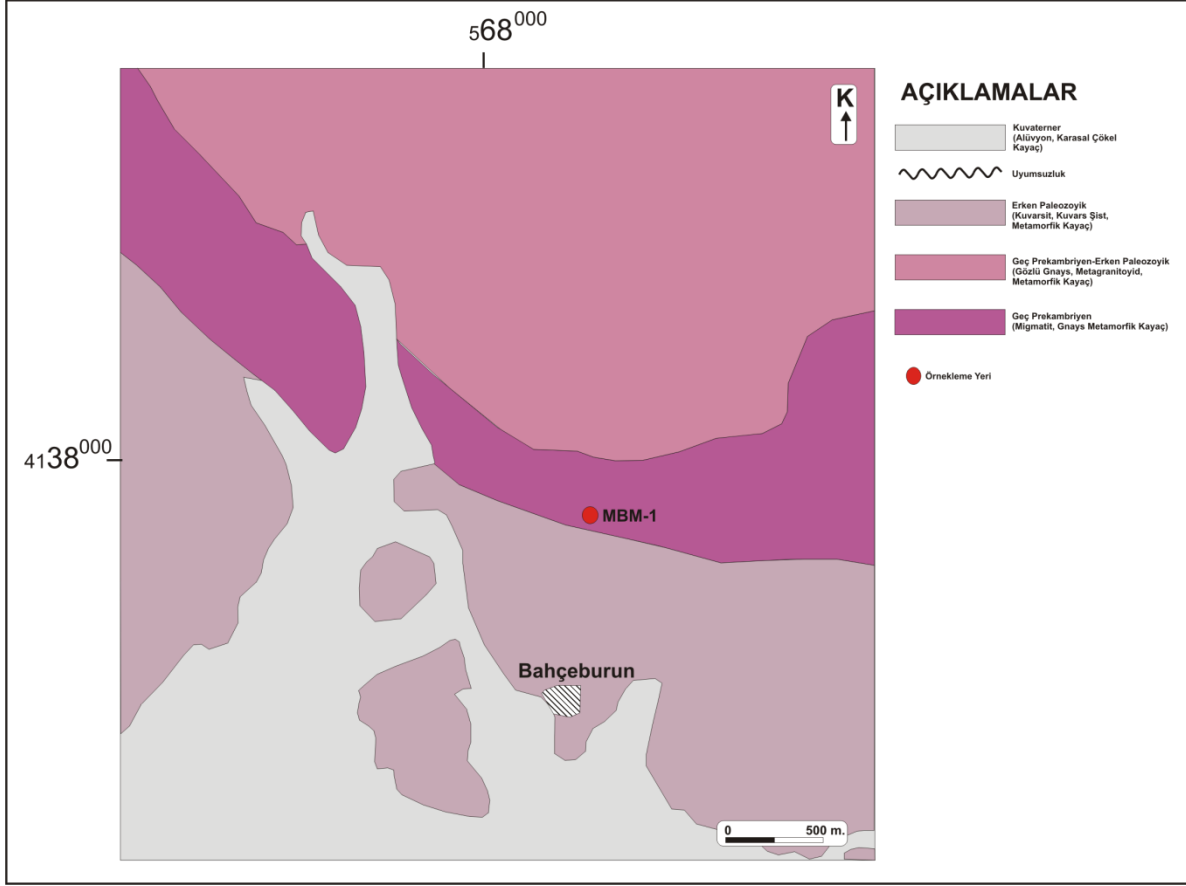 568000
K
4138000
MBM-1
Bahçeburun
0 500 m.
AÇIKLAMALAR
Kuvaterner
(Alüvyon, Karasal Çökel
Kayaç)
Uyumsuzluk
Erken Paleozoyik
(Kuvarsit, Kuvars Şist,
Metamorfik Kayaç)
Geç Prekambriyen-Erken Paleozoyik
(Gözlü Gnays, Metagranitoyid,
Metamorfik Kayaç)
Geç Prekambriyen
(Migmatit, Gnays Metamorfik Kayaç)
Örnekleme Yeri